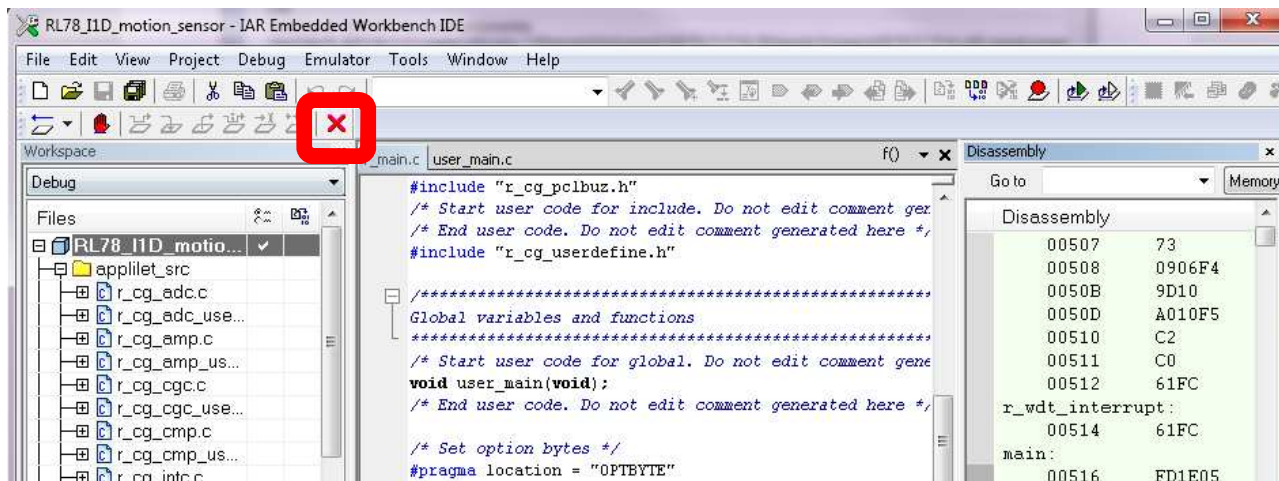 RL78_I1D_motion_sensor - IAR Embedded Workbench IDE
File Edit View Project Debug Emulator Tools Window Help
Workspace
Debug
Files
RL78_I1D_motio...
applilet_src
r_cg_adc.c
r_cg_adc_use...
r_cg_amp.c
r_cg_amp_us...
r_cg_cgc.c
r_cg_cgc_use...
r_cg_cmp.c
r_cg_cmp_us...
r_cg_intc.c
r_main.c user_main.c f()
#include "r_cg_pclbuz.h"
/* Start user code for include. Do not edit comment ger
/* End user code. Do not edit comment generated here */
#include "r_cg_userdefine.h"
/*******************************************************
Global variables and functions
********************************************************
/* Start user code for global. Do not edit comment gene
void user_main(void);
/* End user code. Do not edit comment generated here */
/* Set option bytes */
#pragma location = "OPTBYTE"
Disassembly
Go to Memory
Disassembly
00507 73
00508 0906F4
0050B 9D10
0050D A010F5
00510 C2
00511 C0
00512 61FC
r_wdt_interrupt:
00514 61FC
main:
00516 FD1E05